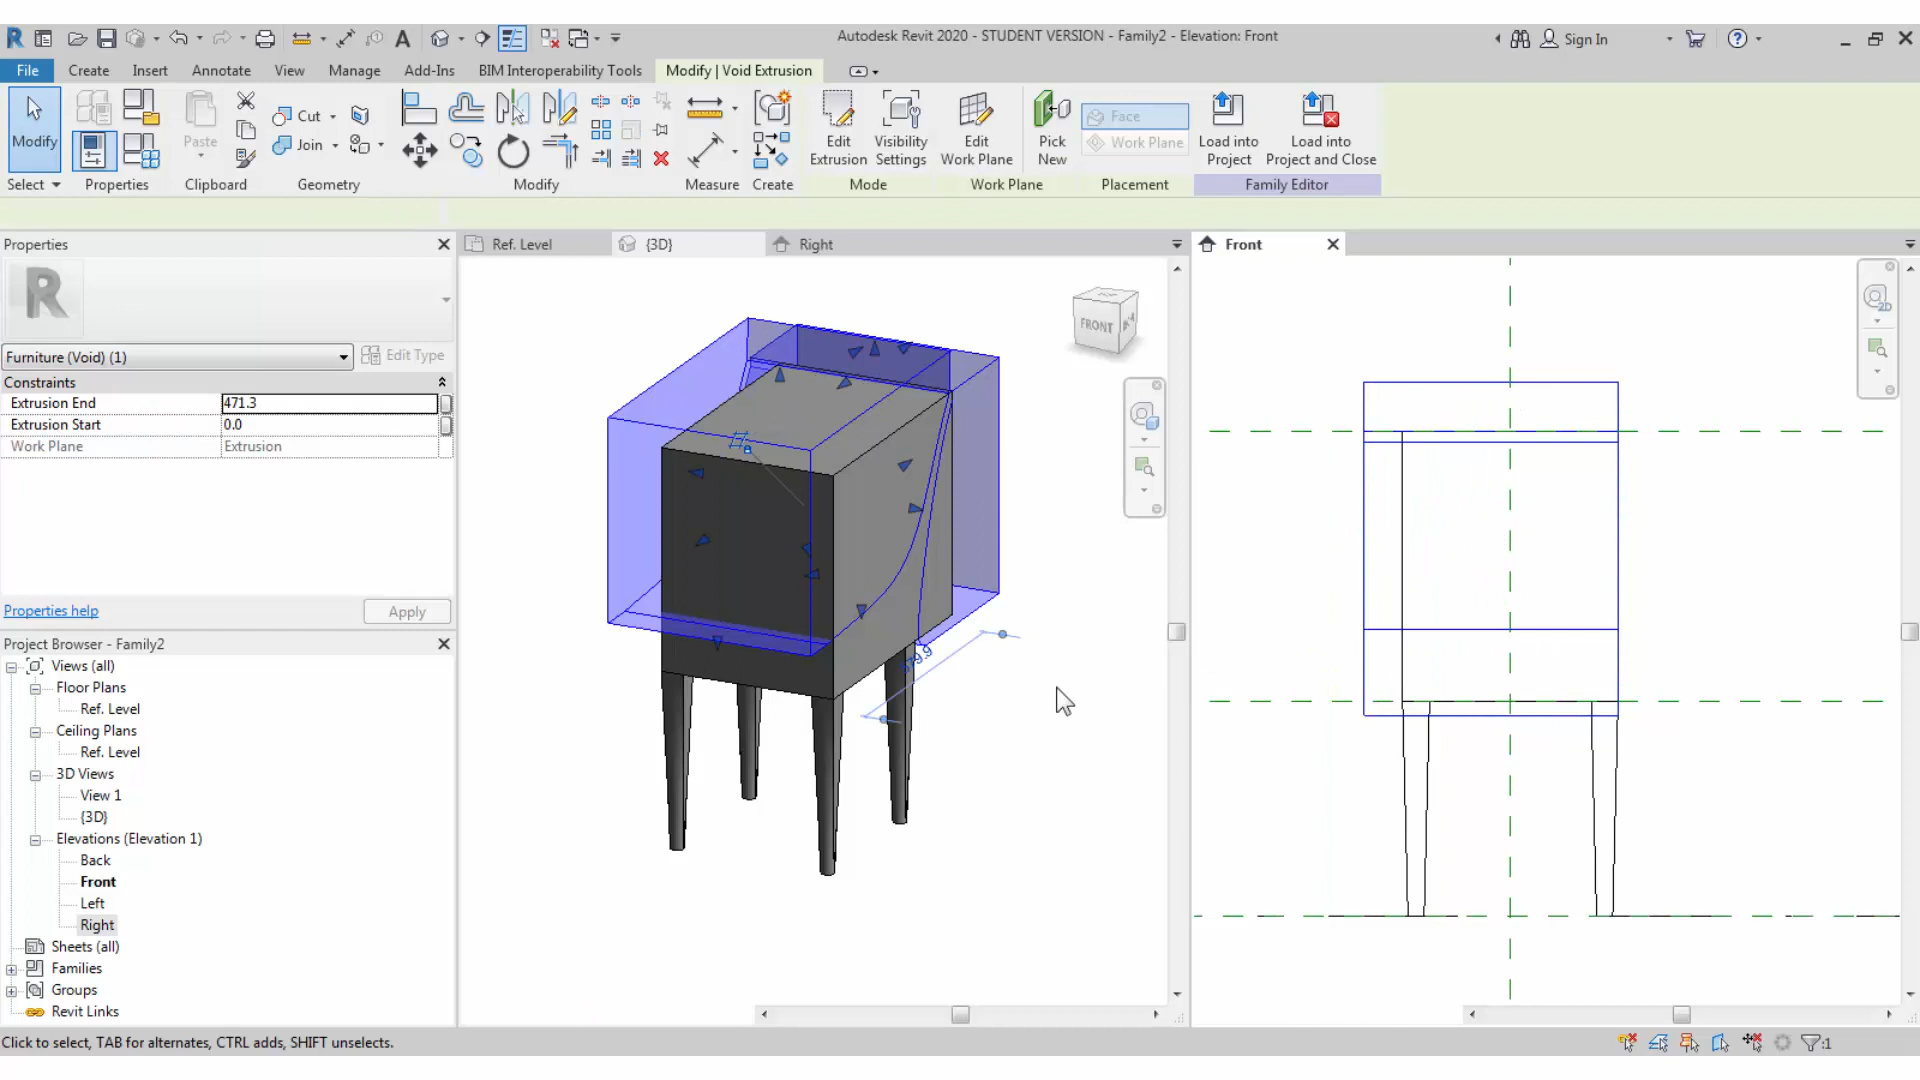 Autodesk Revit 2020 - STUDENT VERSION - Family2 - Elevation: Front
Sign In
File Create Insert Annotate View Manage Add-Ins BIM Interoperability Tools Modify | Void Extrusion
Modify
Paste
Cut
Join
Edit Extrusion
Visibility Settings
Edit Work Plane
Pick New
Face
Work Plane
Load into Project
Load into Project and Close
Select Properties Clipboard Geometry Modify Measure Create Mode Work Plane Placement Family Editor
Properties
Ref. Level {3D} Right Front
R
Furniture (Void) (1) Edit Type
Constraints
Extrusion End 471.3
Extrusion Start 0.0
Work Plane Extrusion
Properties help Apply
Project Browser - Family2
Views (all)
Floor Plans
Ref. Level
Ceiling Plans
Ref. Level
3D Views
View 1
{3D}
Elevations (Elevation 1)
Back
Front
Left
Right
Sheets (all)
Families
Groups
Revit Links
FRONT
2D
Click to select, TAB for alternates, CTRL adds, SHIFT unselects.
:1